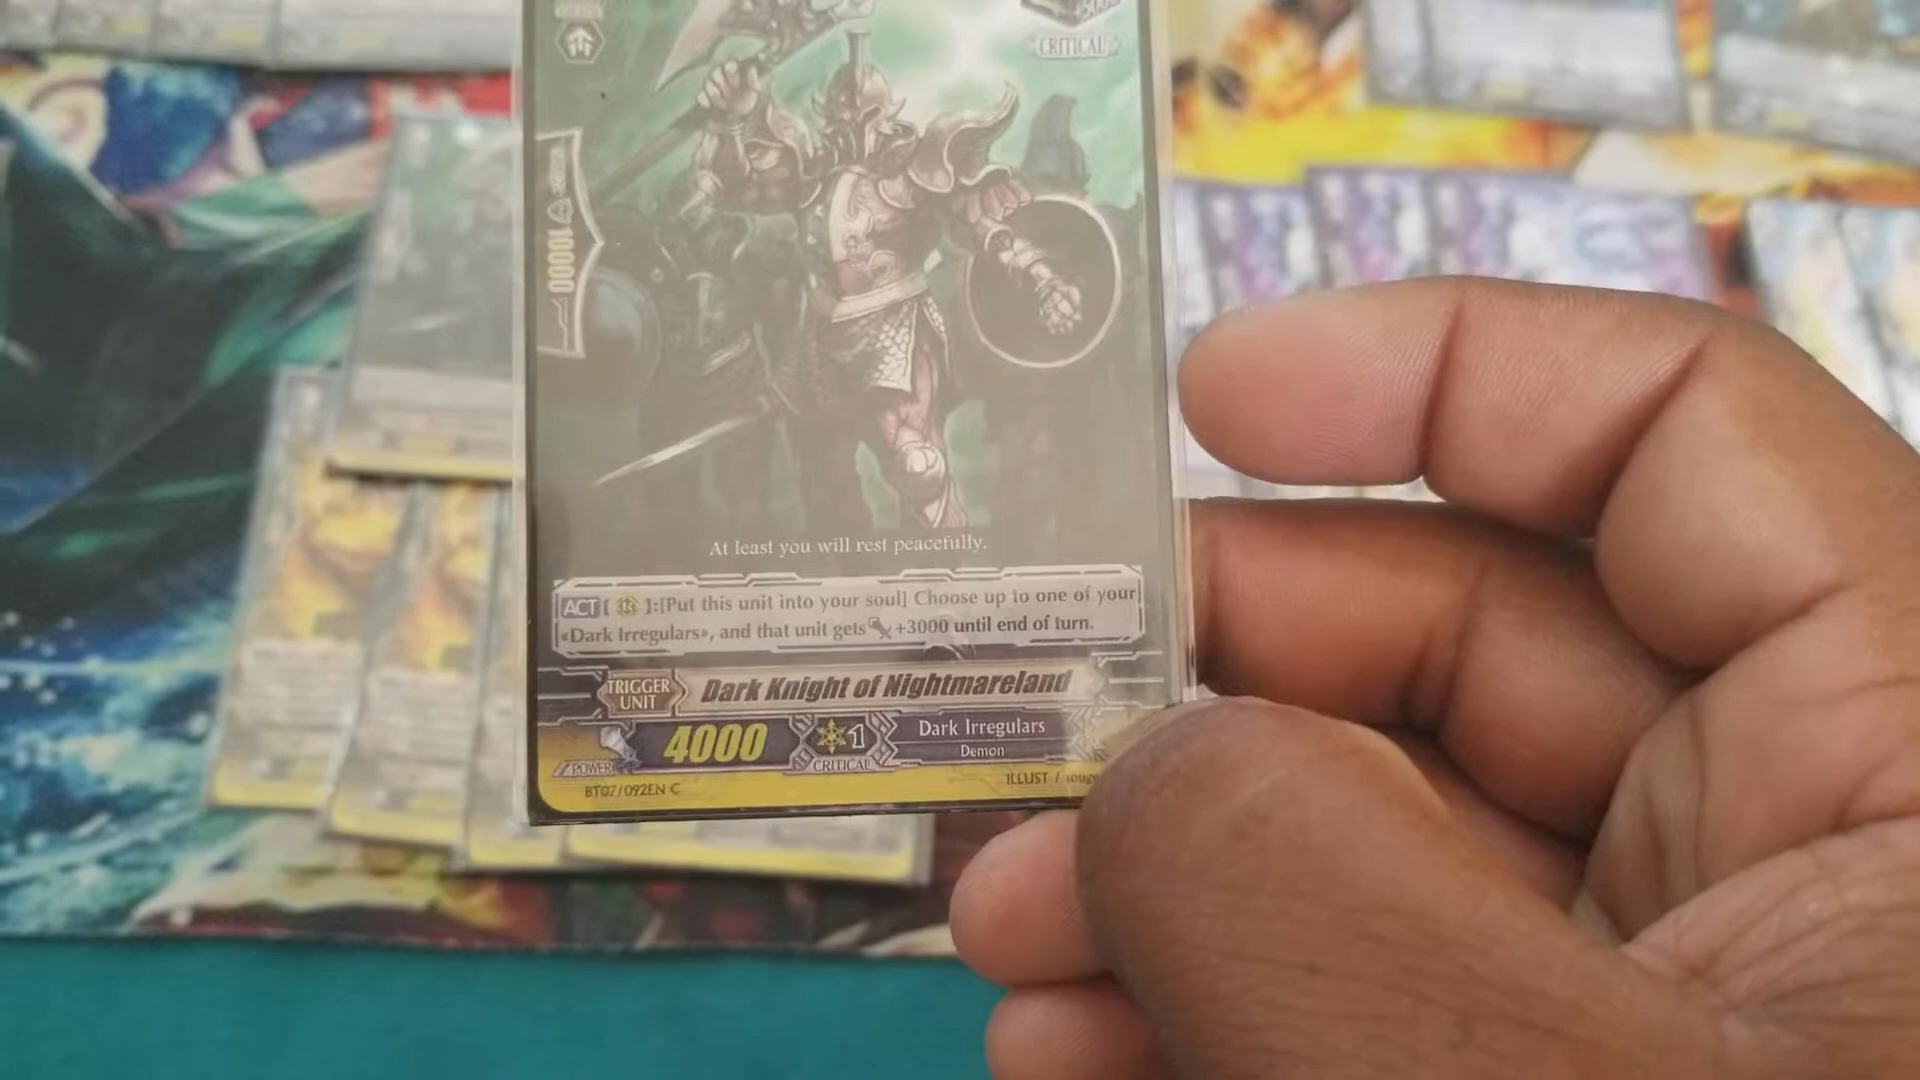 5000
CRITICAL
10000
At least you will rest peacefully.
ACT [ ]:[Put this unit into your soul] Choose up to one of your
«Dark Irregulars», and that unit gets +3000 until end of turn.
TRIGGER
UNIT
Dark Knight of Nightmareland
POWER
4000
1
CRITICAL
Dark Irregulars
Demon
BT07/092EN C
ILLUST / touge